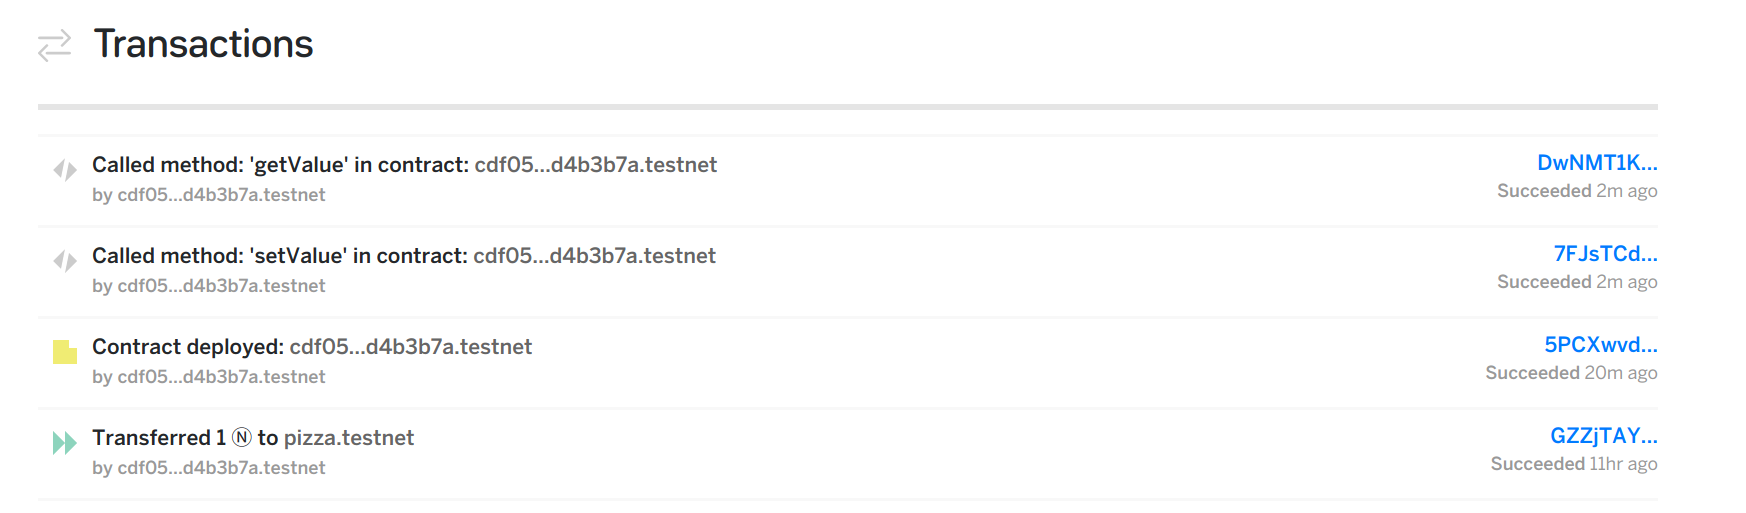 Transactions
Called method: 'getValue' in contract: cdf05...d4b3b7a.testnet
DwNMT1K...
by cdf05...d4b3b7a.testnet
Succeeded 2m ago
Called method: 'setValue' in contract: cdf05...d4b3b7a.testnet
7FJsTCd...
by cdf05...d4b3b7a.testnet
Succeeded 2m ago
Contract deployed: cdf05...d4b3b7a.testnet
5PCXwvd...
by cdf05...d4b3b7a.testnet
Succeeded 20m ago
Transferred 1 Ⓝ to pizza.testnet
GZZjTAY...
by cdf05...d4b3b7a.testnet
Succeeded 11hr ago